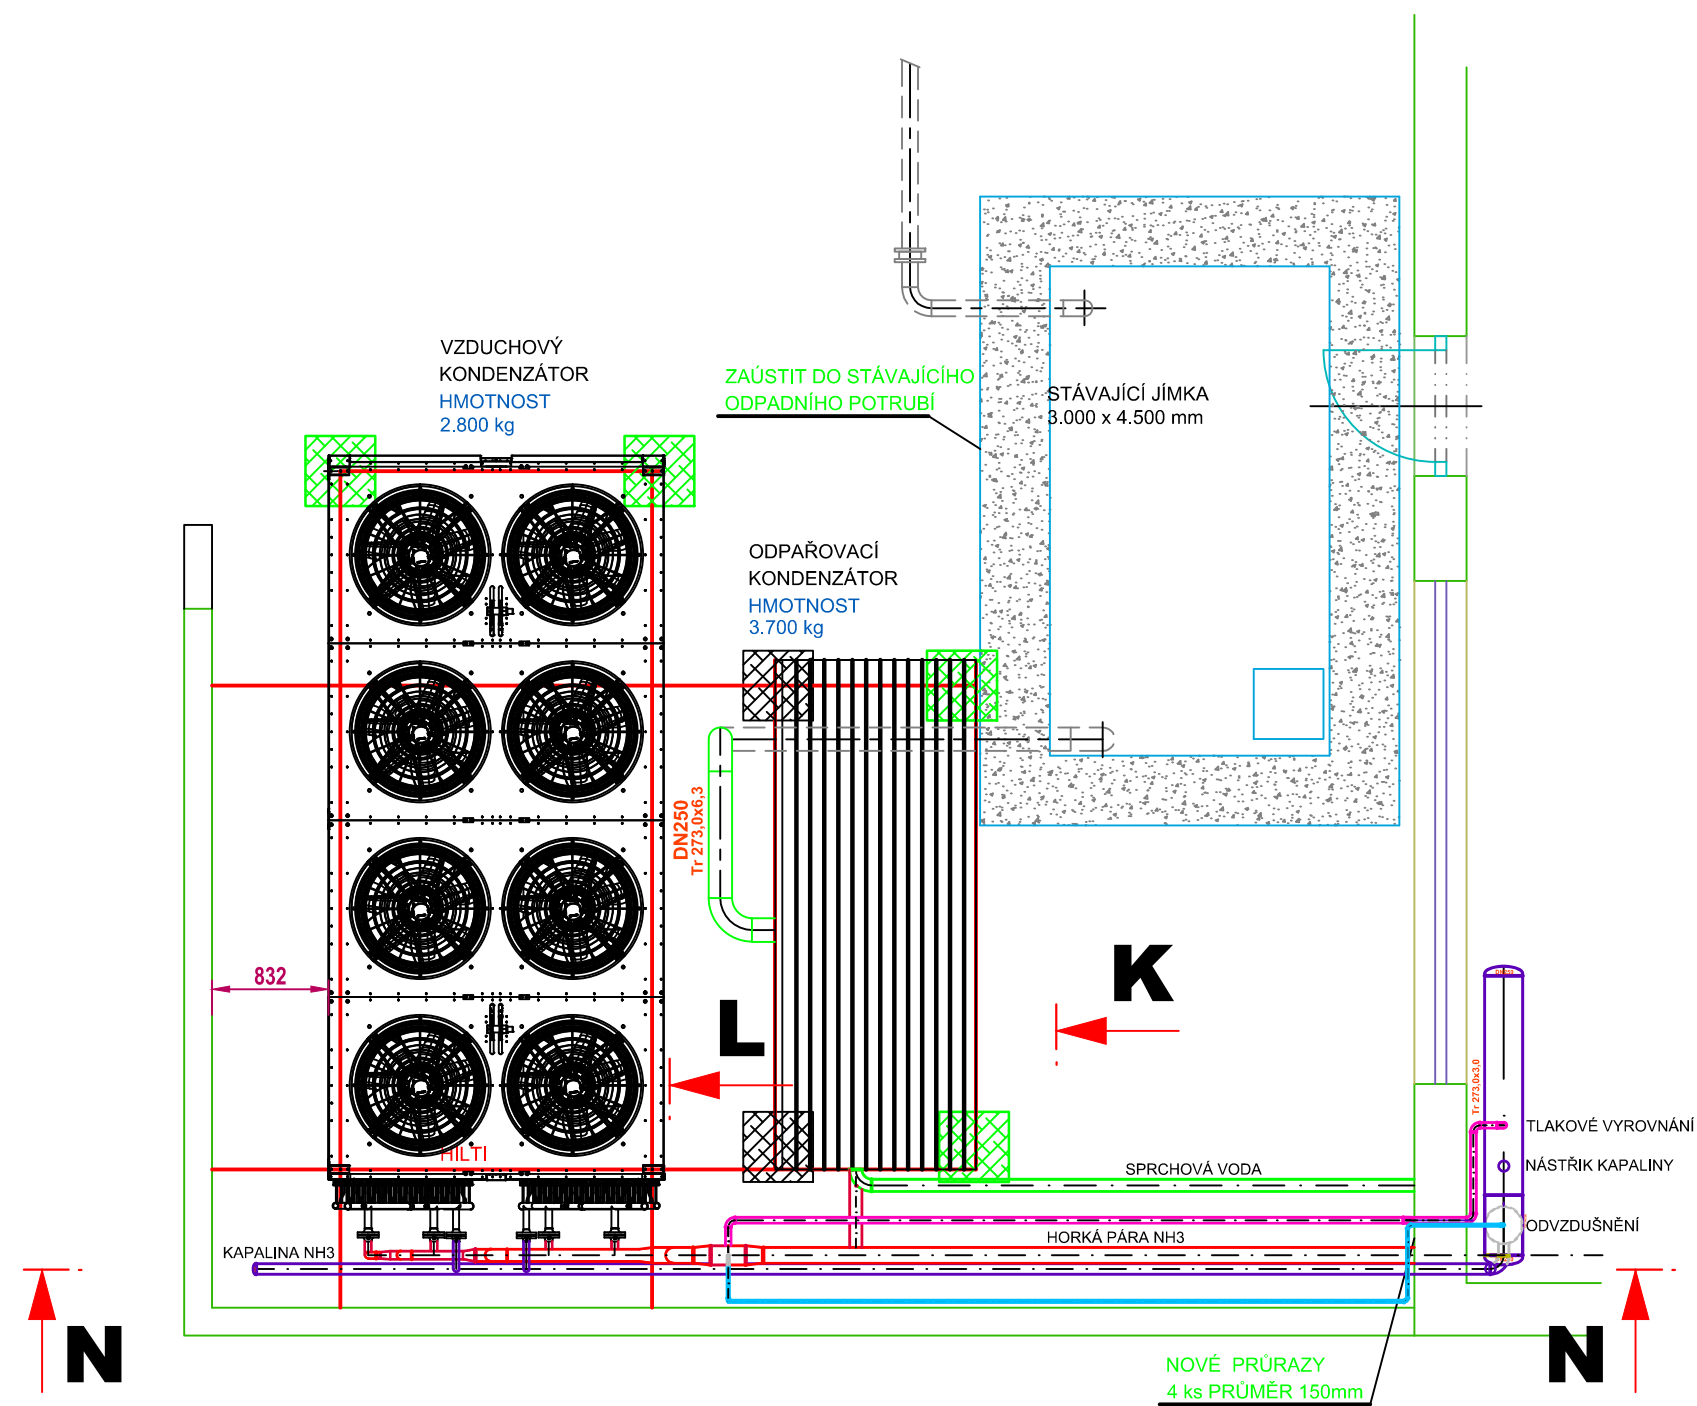 VZDUCHOVÝ
KONDENZÁTOR
HMOTNOST
2.800 kg
ZAÚSTIT DO STÁVAJÍCÍHO
ODPADNÍHO POTRUBÍ
STÁVAJÍCÍ JÍMKA
3.000 x 4.500 mm
ODPAŘOVACÍ
KONDENZÁTOR
HMOTNOST
3.700 kg
DN250
Tr 273,0x6,3
832
L
K
Tr 273,0x3,0
HILTI
TLAKOVÉ VYROVNÁNÍ
SPRCHOVÁ VODA
NÁSTŘIK KAPALINY
ODVZDUŠNĚNÍ
HORKÁ PÁRA NH3
KAPALINA NH3
N
N
NOVÉ PRŮRAZY
4 ks PRŮMĚR 150mm